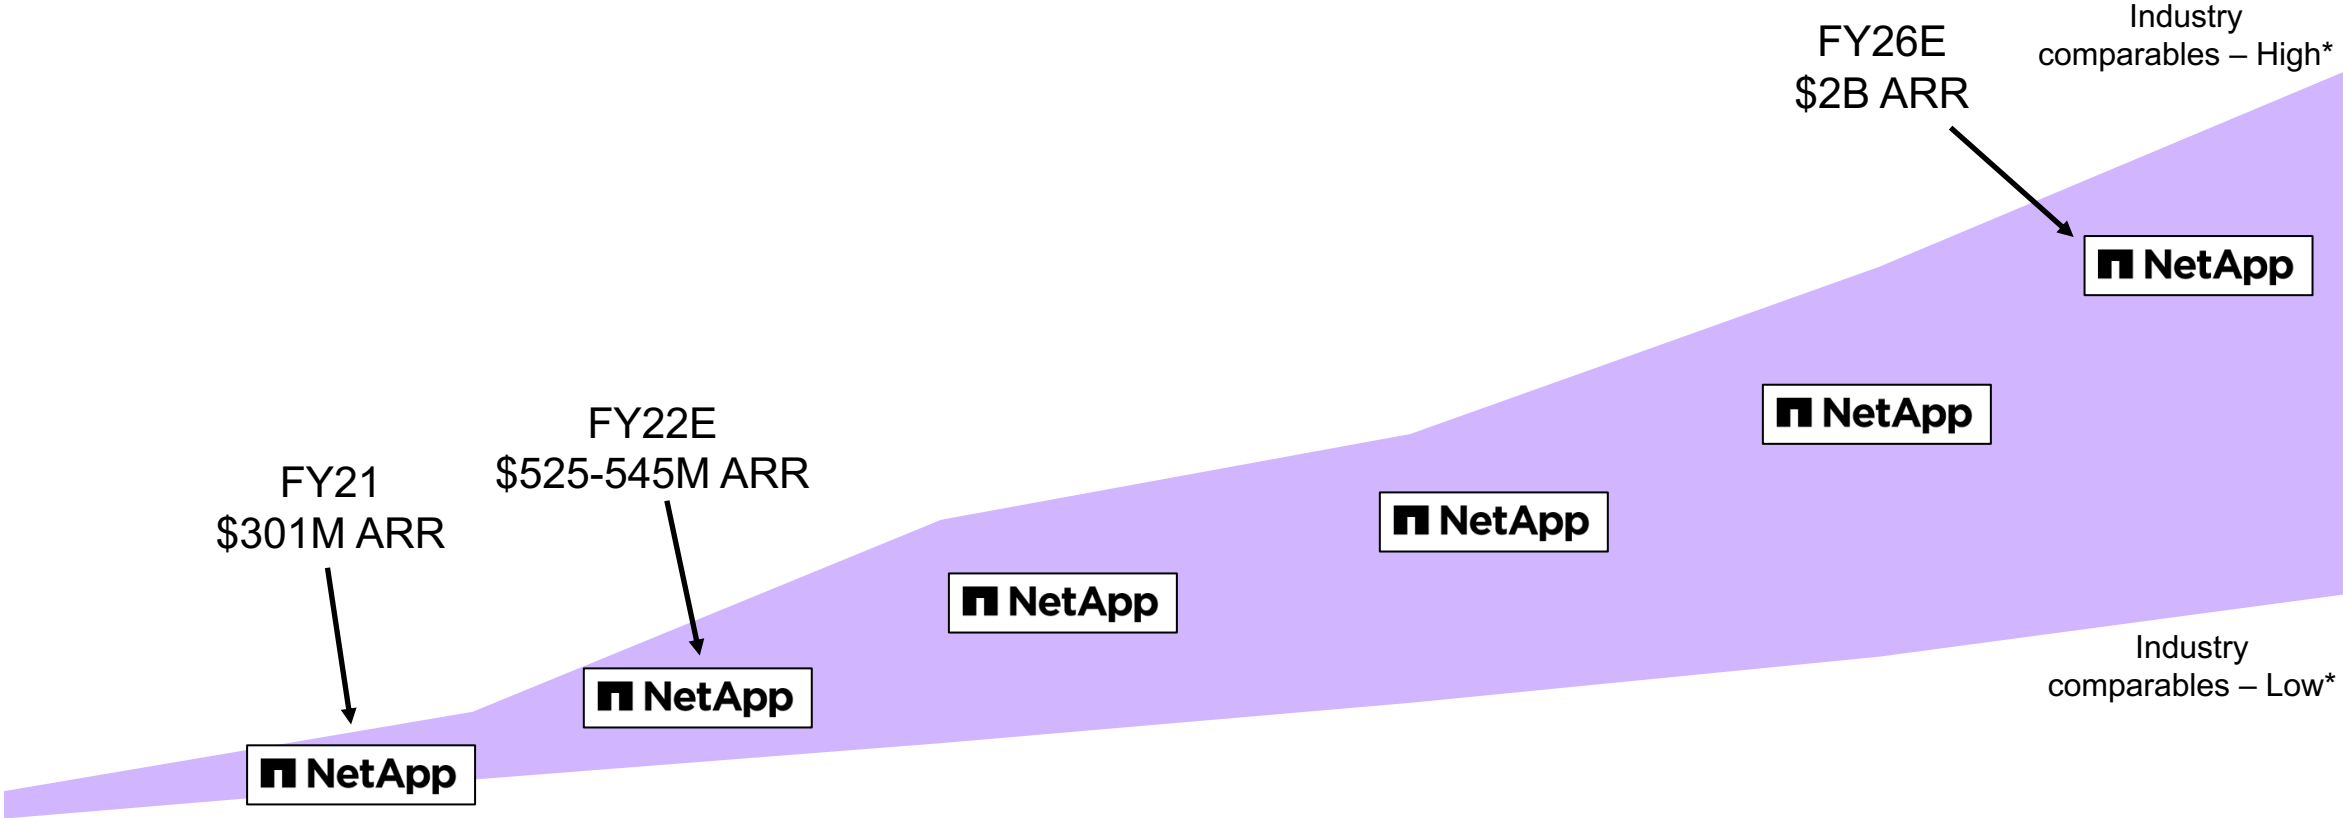 Industry
comparables – High*
FY26E
$2B ARR
NetApp
NetApp
FY22E
$525-545M ARR
FY21
$301M ARR
NetApp
NetApp
Industry
comparables – Low*
NetApp
NetApp